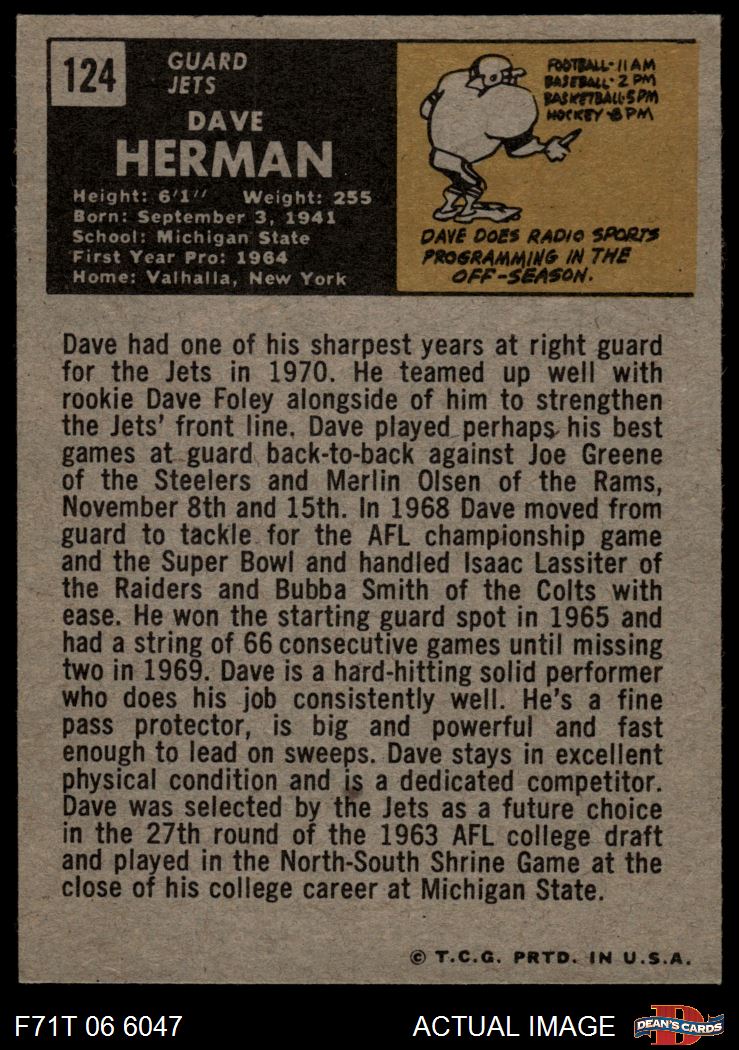 124
GUARD
JETS
DAVE
HERMAN
Height: 6'1" Weight: 255
Born: September 3, 1941
School: Michigan State
First Year Pro: 1964
Home: Valhalla, New York
FOOTBALL-11AM
BASEBALL-2 PM
BASKETBALL-5PM
HOCKEY-8PM
DAVE DOES RADIO SPORTS
PROGRAMMING IN THE
OFF-SEASON.
Dave had one of his sharpest years at right guard
for the Jets in 1970. He teamed up well with
rookie Dave Foley alongside of him to strengthen
the Jets' front line. Dave played perhaps his best
games at guard back-to-back against Joe Greene
of the Steelers and Merlin Olsen of the Rams,
November 8th and 15th. In 1968 Dave moved from
guard to tackle for the AFL championship game
and the Super Bowl and handled Isaac Lassiter of
the Raiders and Bubba Smith of the Colts with
ease. He won the starting guard spot in 1965 and
had a string of 66 consecutive games until missing
two in 1969. Dave is a hard-hitting solid performer
who does his job consistently well. He's a fine
pass protector, is big and powerful and fast
enough to lead on sweeps. Dave stays in excellent
physical condition and is a dedicated competitor.
Dave was selected by the Jets as a future choice
in the 27th round of the 1963 AFL college draft
and played in the North-South Shrine Game at the
close of his college career at Michigan State.
© T.C.G. PRTD. IN U.S.A.
F71T 06 6047
ACTUAL IMAGE
D
DEAN'S CARDS